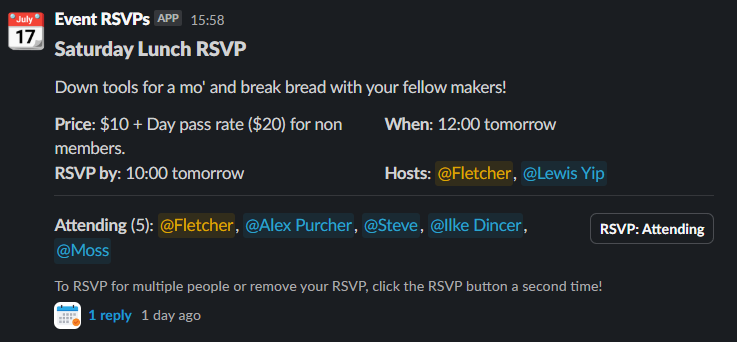 July
17
Event RSVPs APP 15:58
Saturday Lunch RSVP
Down tools for a mo' and break bread with your fellow makers!
Price: $10 + Day pass rate ($20) for non
members.
When: 12:00 tomorrow
RSVP by: 10:00 tomorrow
Hosts: @Fletcher, @Lewis Yip
Attending (5): @Fletcher, @Alex Purcher, @Steve, @Ilke Dincer,
@Moss
RSVP: Attending
To RSVP for multiple people or remove your RSVP, click the RSVP button a second time!
1 reply 1 day ago